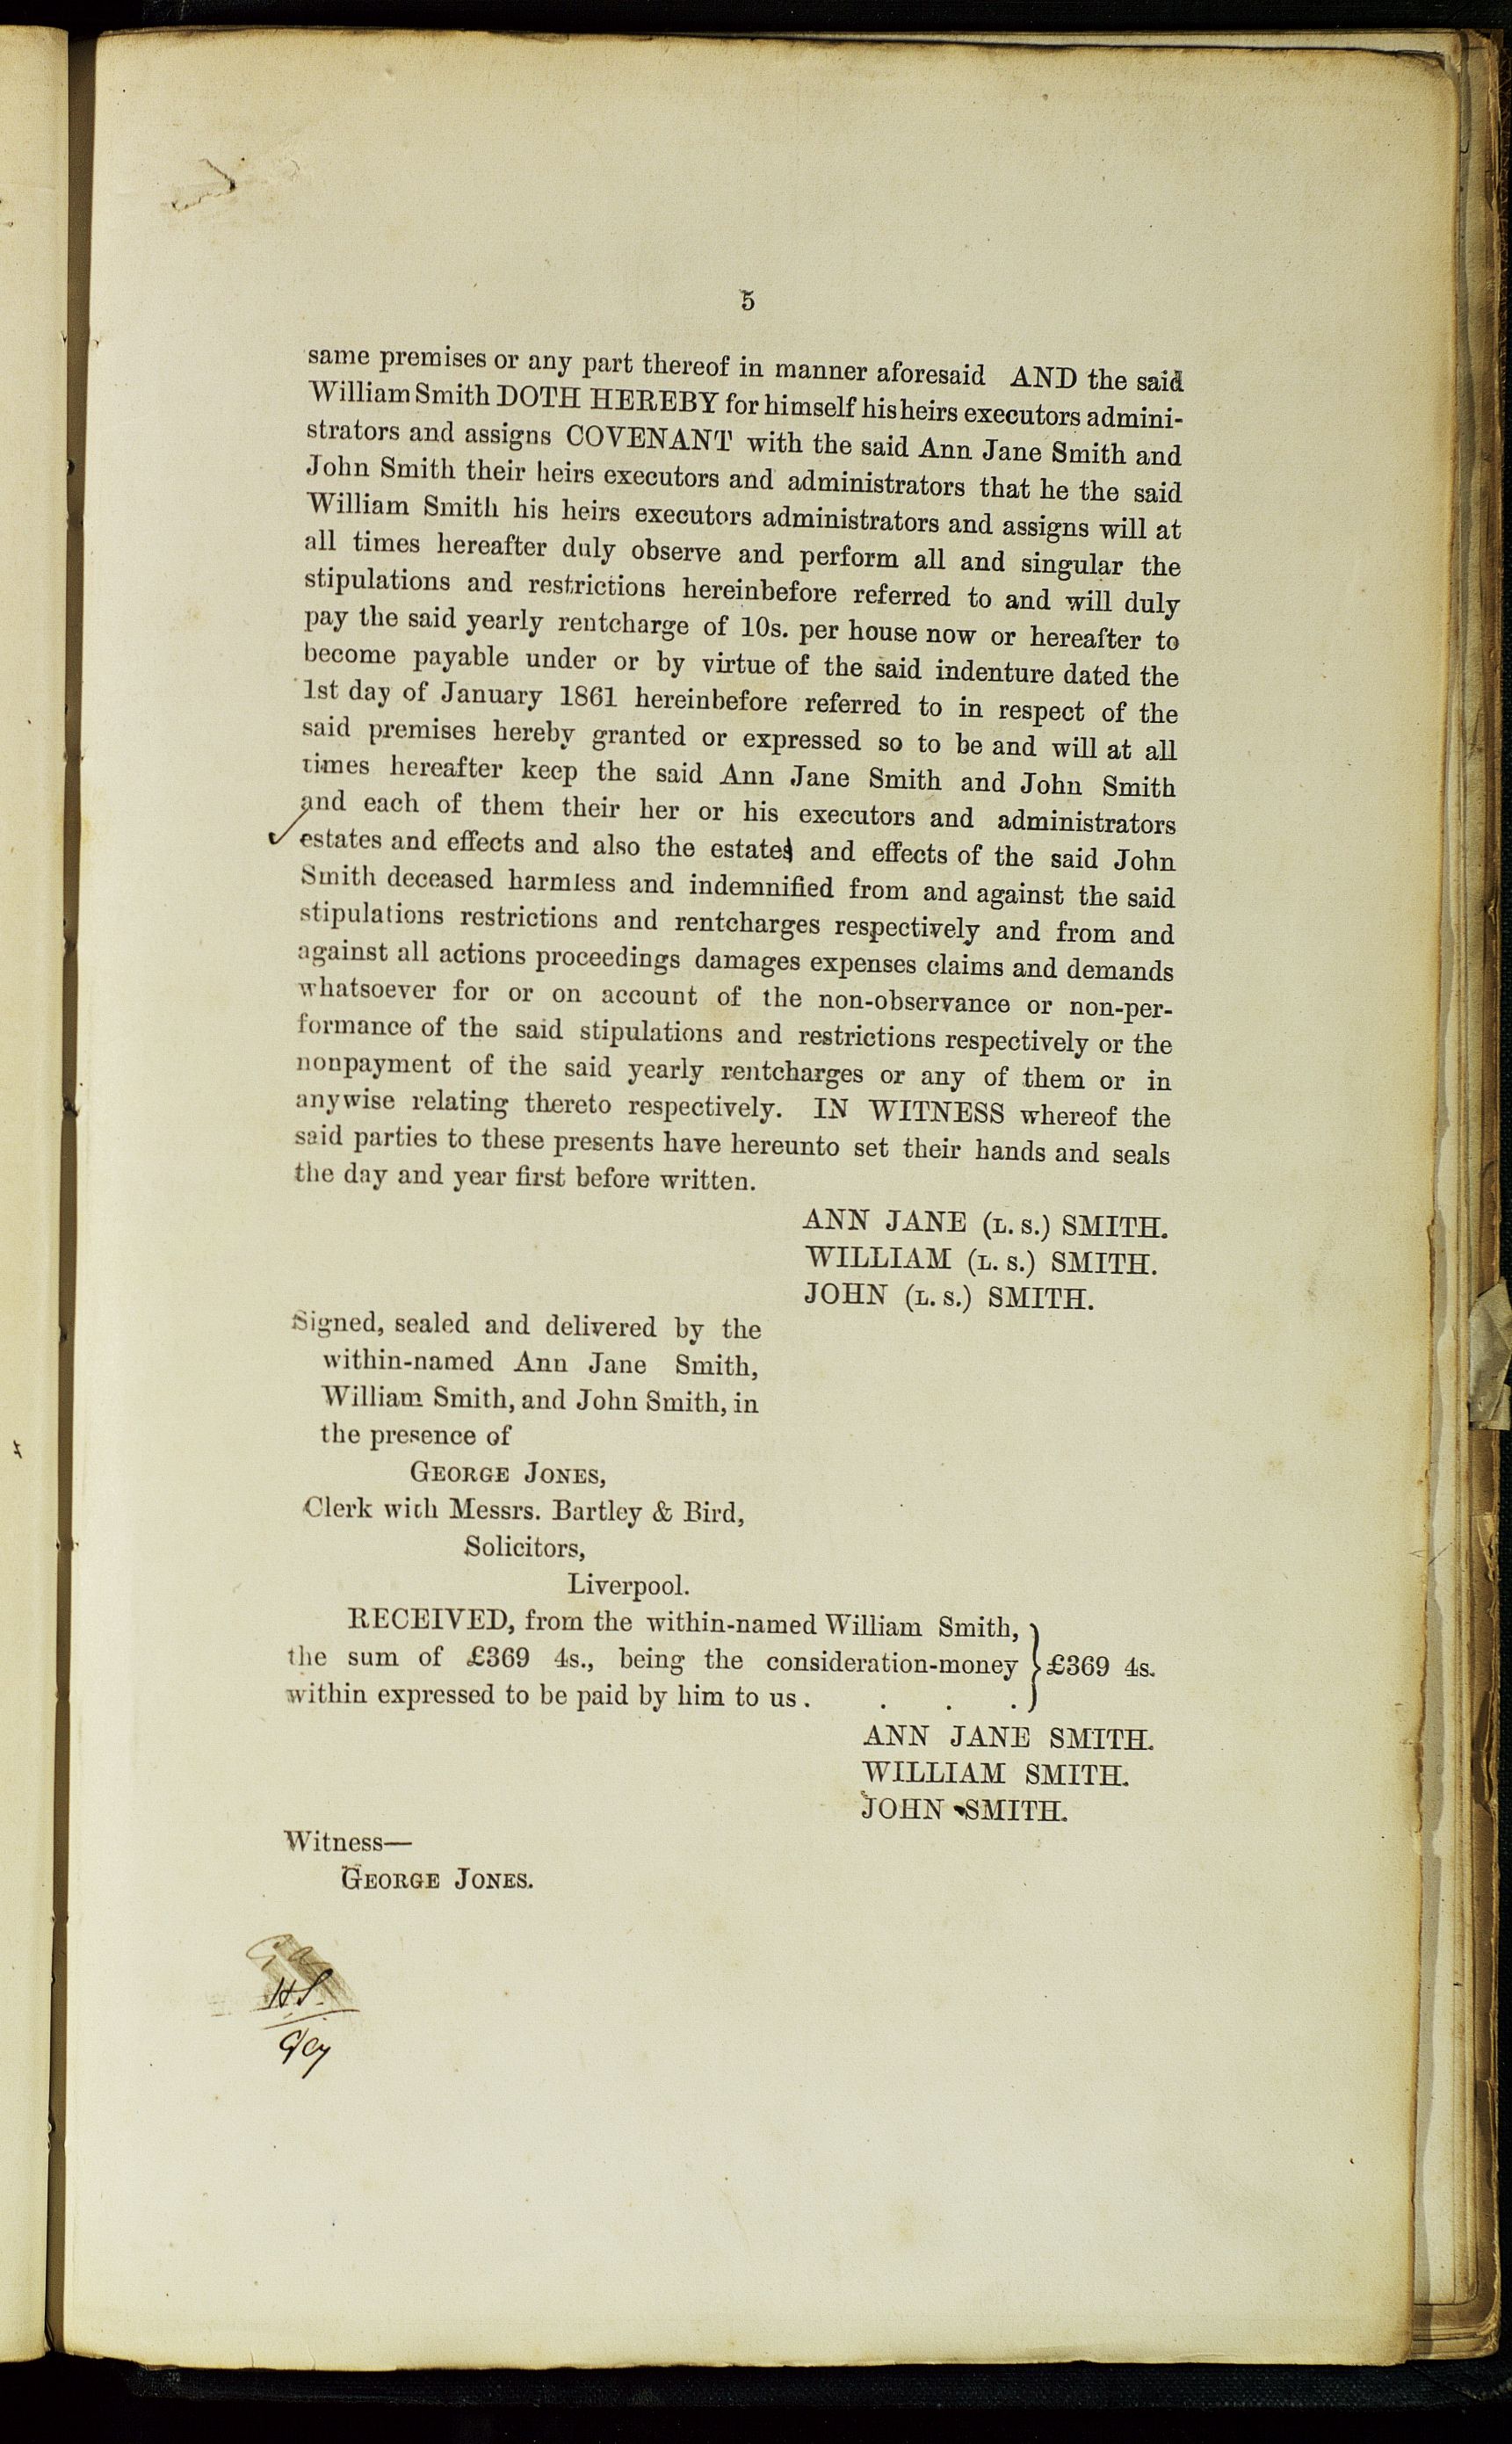 5
same premises or any part thereof in manner aforesaid AND the said
William Smith DOTH HEREBY for himself his heirs executors admini-
strators and assigns COVENANT with the said Ann Jane Smith and
John Smith their heirs executors and administrators that he the said
William Smith his heirs executors administrators and assigns will at
all times hereafter duly observe and perform all and singular the
stipulations and restrictions hereinbefore referred to and will duly
pay the said yearly rentcharge of 10s. per house now or hereafter to
become payable under or by virtue of the said indenture dated the
1st day of January 1861 hereinbefore referred to in respect of the
said premises hereby granted or expressed so to be and will at all
times hereafter keep the said Ann Jane Smith and John Smith
and each of them their her or his executors and administrators
estates and effects and also the estate and effects of the said John
Smith deceased harmless and indemnified from and against the said
stipulations restrictions and rentcharges respectively and from and
against all actions proceedings damages expenses claims and demands
whatsoever for or on account of the non-observance or non-per-
formance of the said stipulations and restrictions respectively or the
nonpayment of the said yearly rentcharges or any of them or in
anywise relating thereto respectively. IN WITNESS whereof the
said parties to these presents have hereunto set their hands and seals
the day and year first before written.
ANN JANE (L. S.) SMITH.
WILLIAM (L. S.) SMITH.
JOHN (L. S.) SMITH.
Signed, sealed and delivered by the
within-named Ann Jane Smith,
William Smith, and John Smith, in
the presence of
GEORGE JONES,
Clerk with Messrs. Bartley & Bird,
Solicitors,
Liverpool.
RECEIVED, from the within-named William Smith,
the sum of £369 4s., being the consideration-money } £369 4s.
within expressed to be paid by him to us . . . .
ANN JANE SMITH.
WILLIAM SMITH.
JOHN SMITH.
Witness—
GEORGE JONES.
H.S.